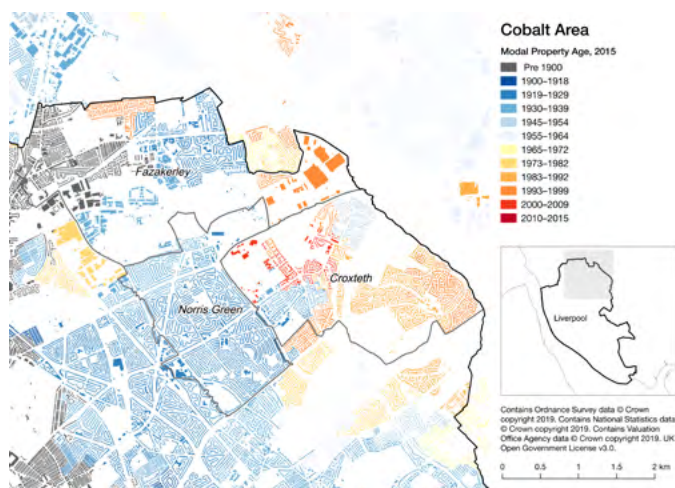 Cobalt Area
Modal Property Age, 2015
Pre 1900
1900–1918
1919–1929
1930–1939
1945–1954
1955–1964
1965–1972
1973–1982
1983–1992
1993–1999
2000–2009
2010–2015
Fazakerley
Croxteth
Norris Green
Liverpool
Contains Ordnance Survey data © Crown
copyright 2019. Contains National Statistics data
© Crown copyright 2019. Contains Valuation
Office Agency data © Crown copyright 2019. UK
Open Government License v3.0.
0 0.5 1 1.5 2 km